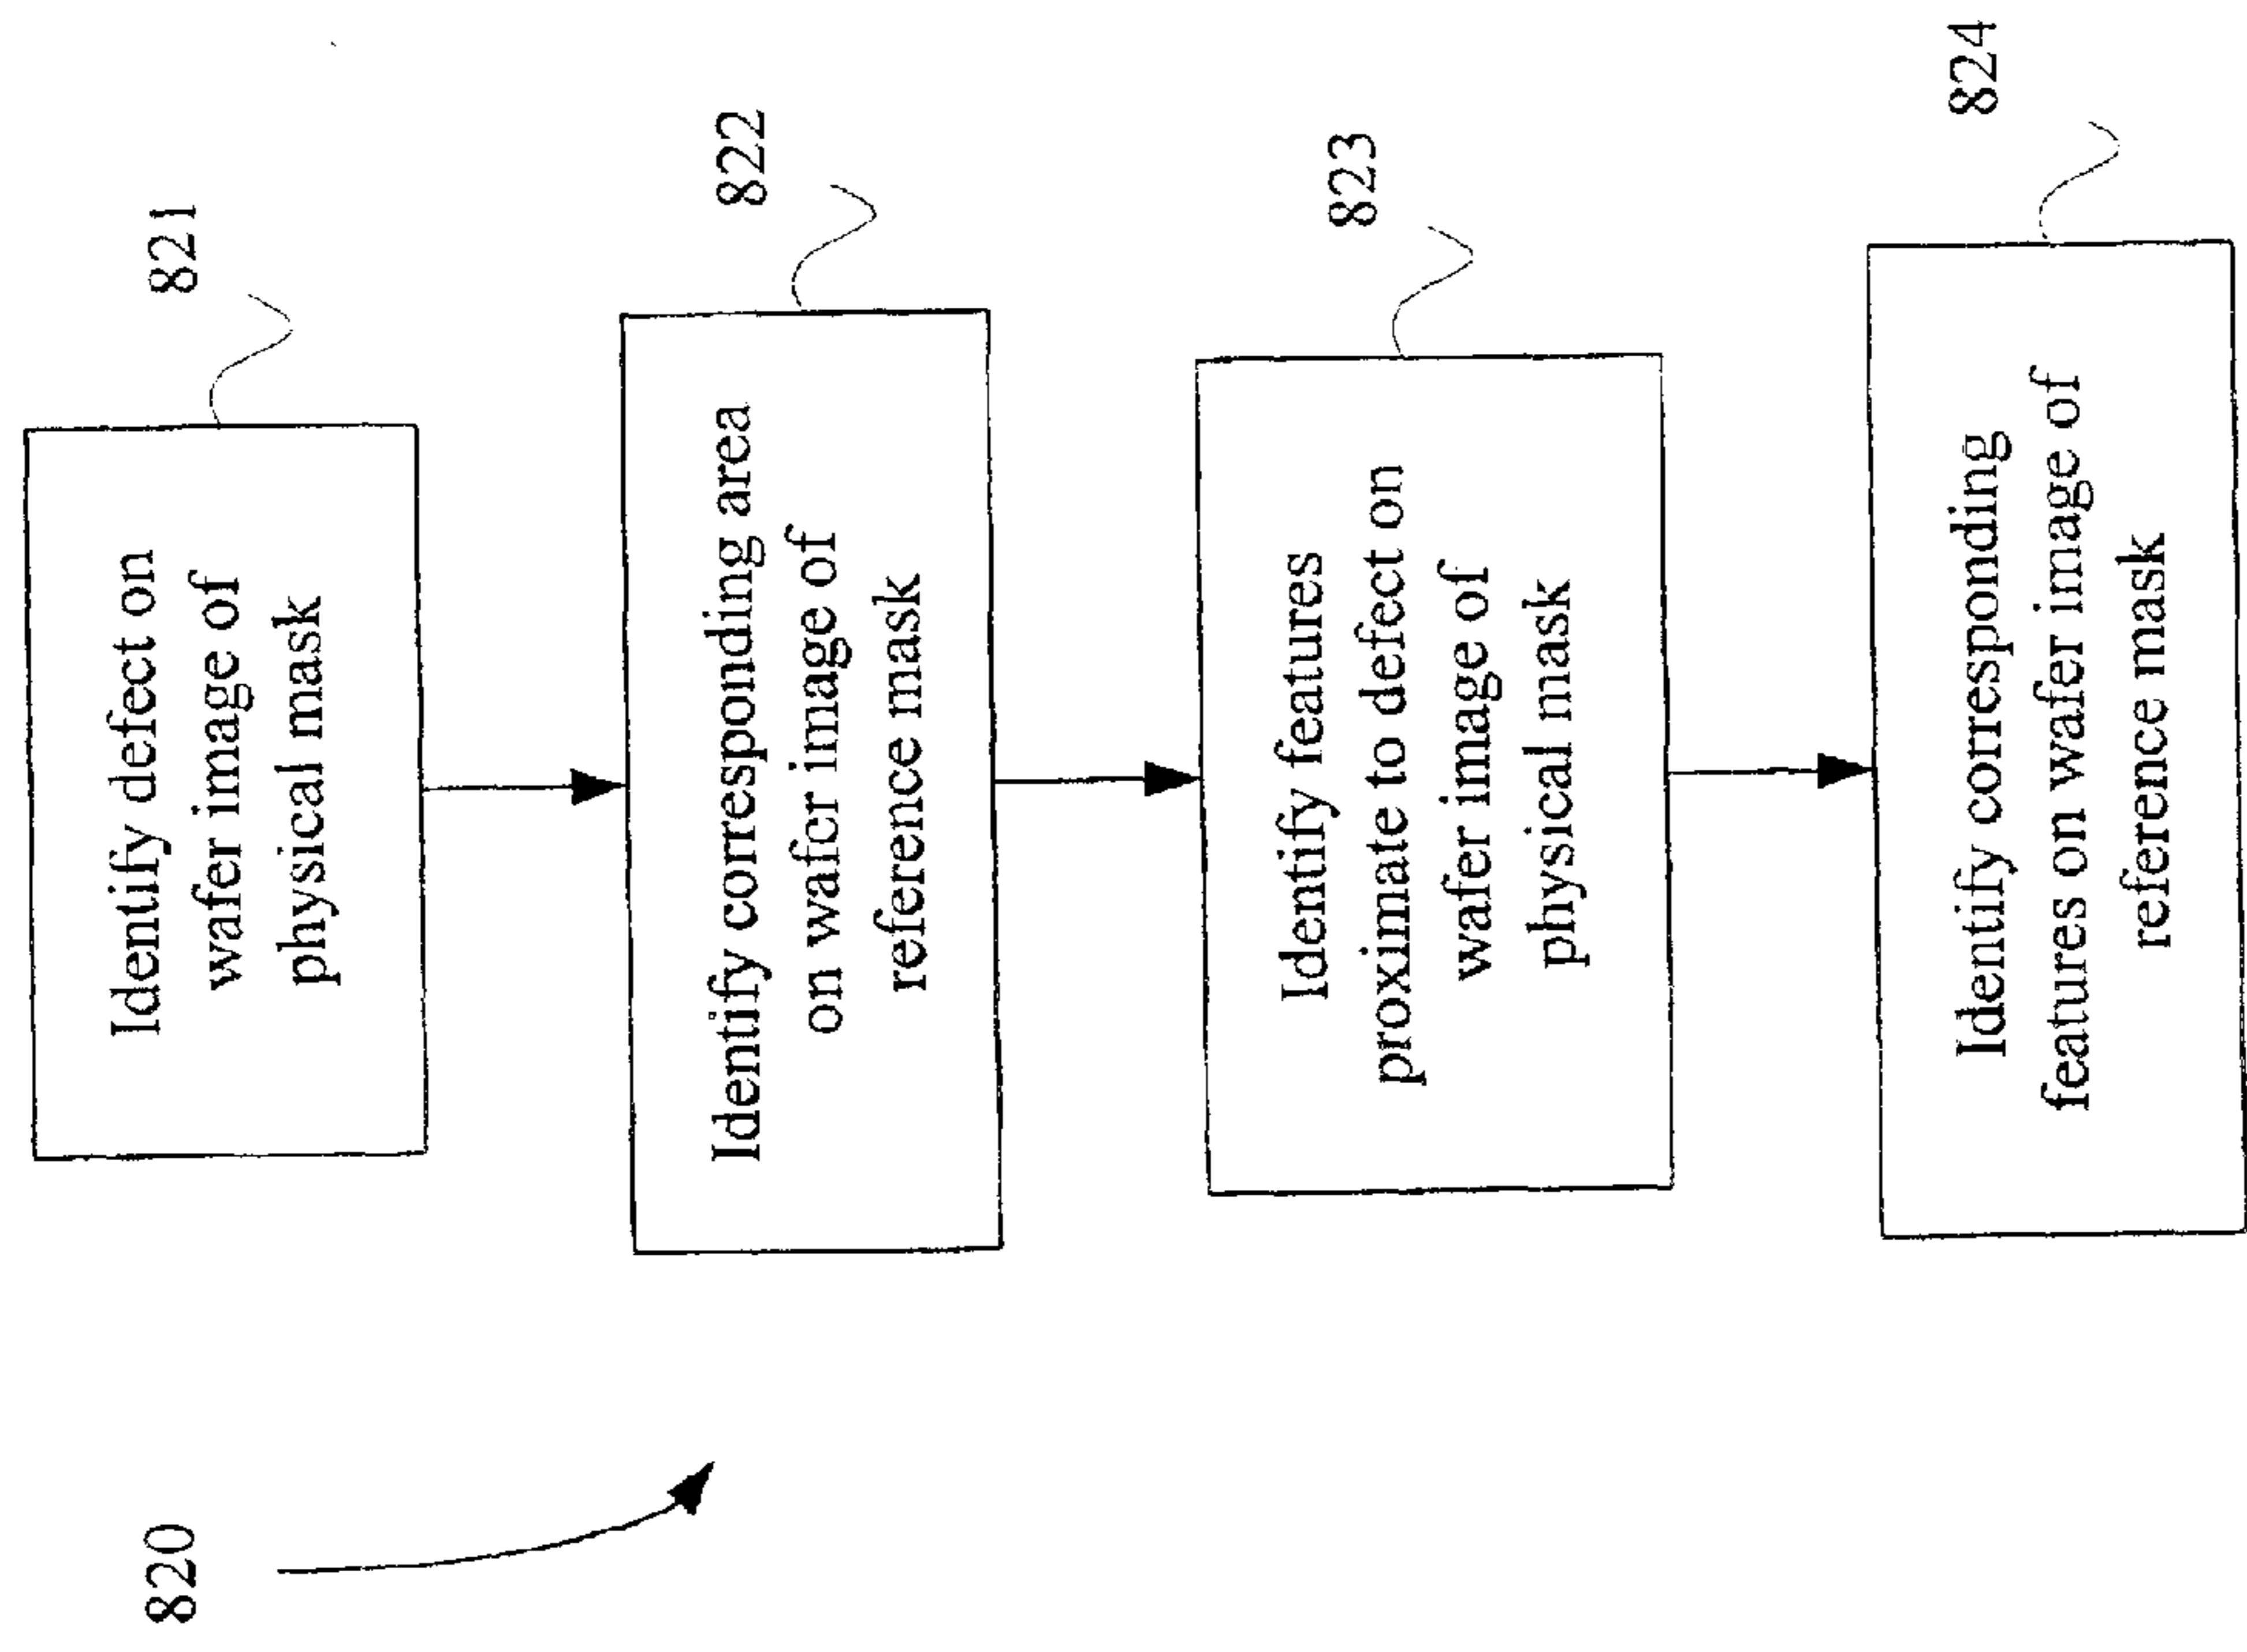 820
Identify defect on
wafer image of
physical mask
821
Identify corresponding area
on wafer image of
reference mask
822
Identify features
proximate to defect on
wafer image of
physical mask
823
Identify corresponding
features on wafer image of
reference mask
824